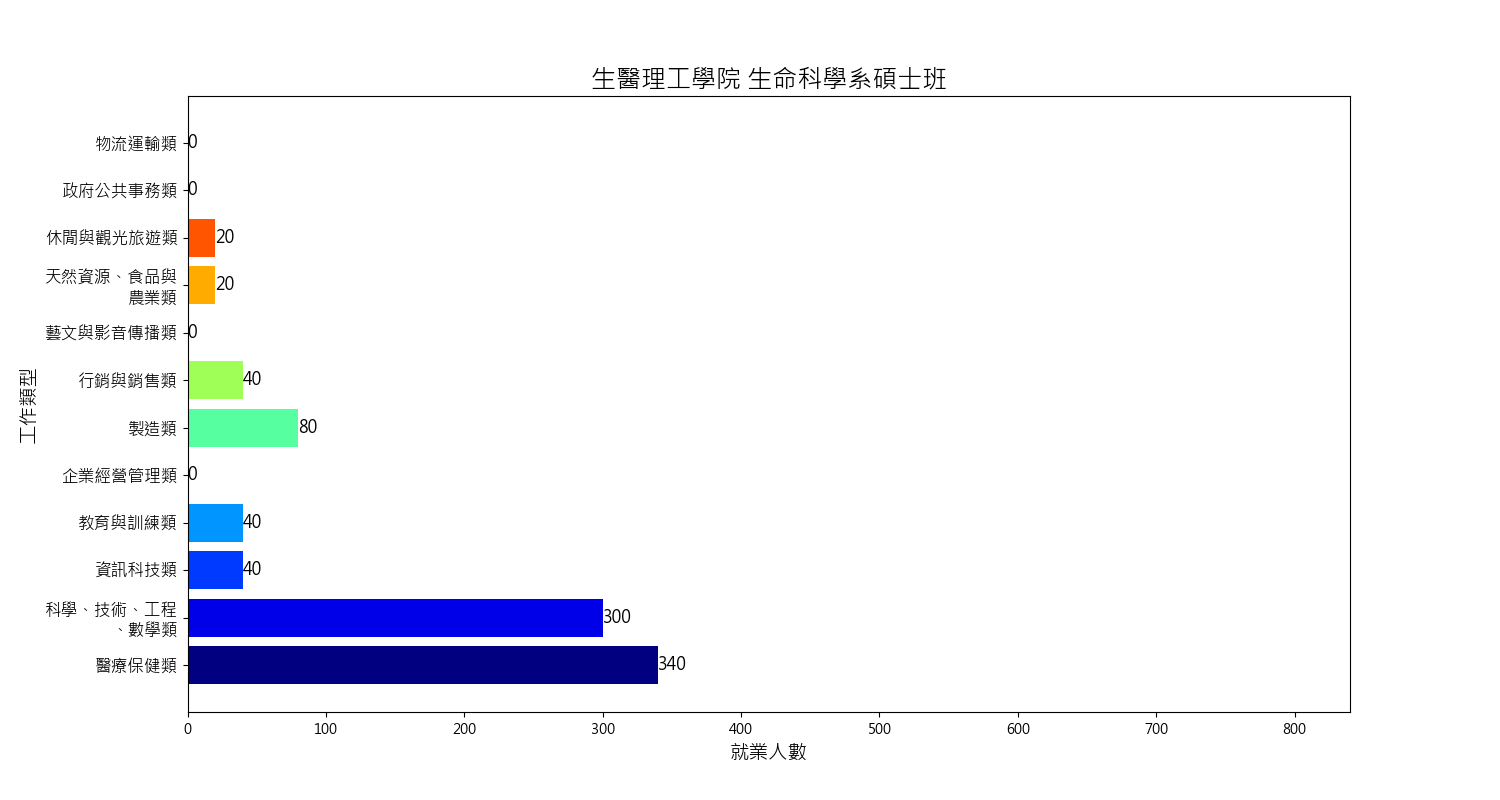 生醫理工學院 生命科學系碩士班
物流運輸類
0
政府公共事務類
0
休閒與觀光旅遊類
20
天然資源、食品與
農業類
20
藝文與影音傳播類
0
行銷與銷售類
40
製造類
80
企業經營管理類
0
教育與訓練類
40
資訊科技類
40
科學、技術、工程
、數學類
300
醫療保健類
340
工作類型
0 100 200 300 400 500 600 700 800
就業人數